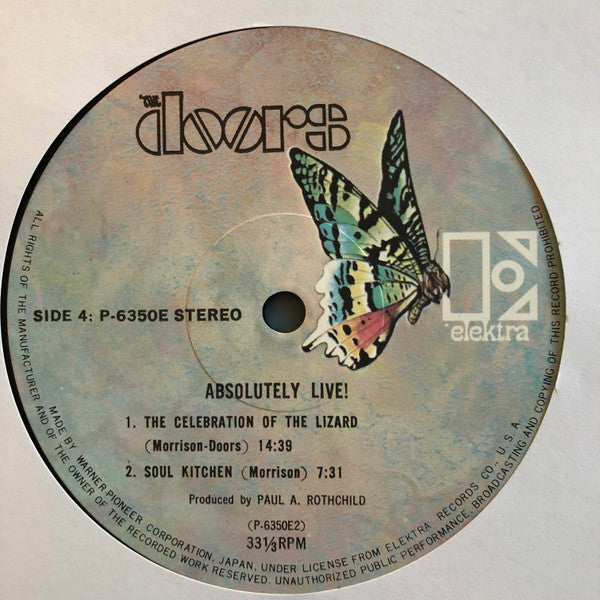 THE
doors
elektra
SIDE 4: P-6350E STEREO
ABSOLUTELY LIVE!
1. THE CELEBRATION OF THE LIZARD
(Morrison-Doors) 14:39
2. SOUL KITCHEN (Morrison) 7:31
Produced by PAUL A. ROTHCHILD
(P-6350E2)
33⅓RPM
ALL RIGHTS OF THE MANUFACTURER AND OF THE OWNER OF THE RECORDED WORK RESERVED. UNAUTHORIZED PUBLIC PERFORMANCE, BROADCASTING AND COPYING OF THIS RECORD PROHIBITED
MADE BY WARNER-PIONEER CORPORATION, JAPAN, UNDER LICENSE FROM ELEKTRA RECORDS CO., U.S.A.